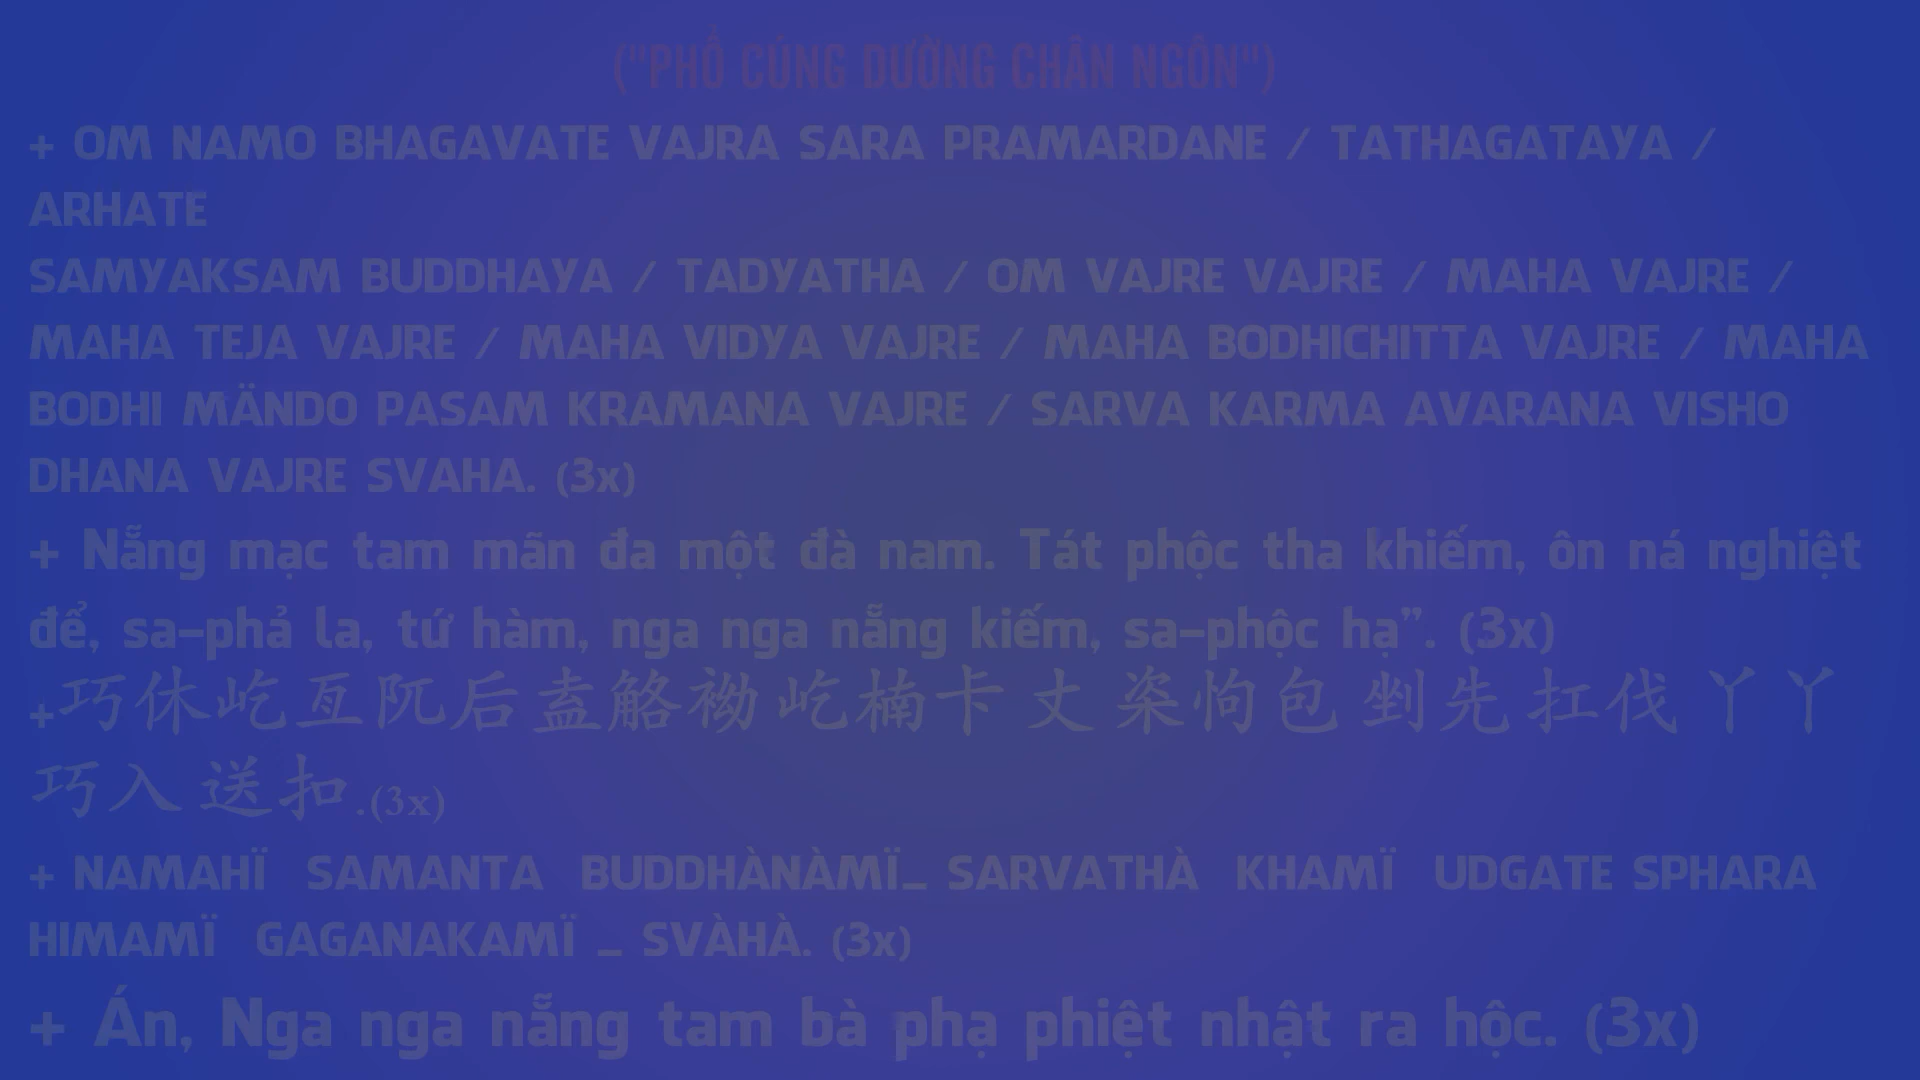 ("PHỔ CÚNG DƯỜNG CHÂN NGÔN")
+ OM NAMO BHAGAVATE VAJRA SARA PRAMARDANE / TATHAGATAYA /
ARHATE
SAMYAKSAM BUDDHAYA / TADYATHA / OM VAJRE VAJRE / MAHA VAJRE /
MAHA TEJA VAJRE / MAHA VIDYA VAJRE / MAHA BODHICHITTA VAJRE / MAHA
BODHI MÄNDO PASAM KRAMANA VAJRE / SARVA KARMA AVARANA VISHO
DHANA VAJRE SVAHA. (3x)
+ Nẵng mạc tam mãn đa một đà nam. Tát phộc tha khiếm, ôn ná nghiệt
để, sa-phả la, tứ hàm, nga nga nẵng kiếm, sa-phộc hạ”. (3x)
+巧休屹亙阢后盍觡袎屹楠卡丈栥怐包剉先扛伐丫丫
巧入送扣.(3x)
+ NAMAHÏ SAMANTA BUDDHÀNÀMÏ_ SARVATHÀ KHAMÏ UDGATE SPHARA
HIMAMÏ GAGANAKAMÏ _ SVÀHÀ. (3x)
+ Án, Nga nga nẵng tam bà phạ phiệt nhật ra hộc. (3x)